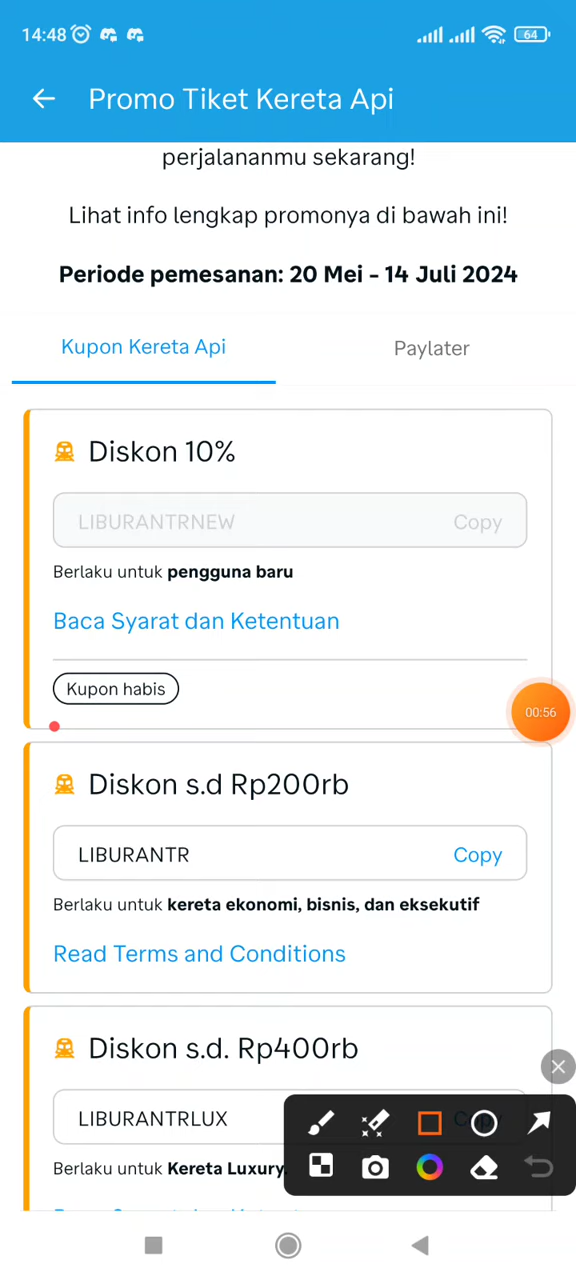 14:48
64
Promo Tiket Kereta Api
perjalananmu sekarang!
Lihat info lengkap promonya di bawah ini!
Periode pemesanan: 20 Mei - 14 Juli 2024
Kupon Kereta Api
Paylater
Diskon 10%
LIBURANTRNEW
Copy
Berlaku untuk pengguna baru
Baca Syarat dan Ketentuan
Kupon habis
00:56
Diskon s.d Rp200rb
LIBURANTR
Copy
Berlaku untuk kereta ekonomi, bisnis, dan eksekutif
Read Terms and Conditions
Diskon s.d. Rp400rb
LIBURANTRLUX
Copy
Berlaku untuk Kereta Luxury.